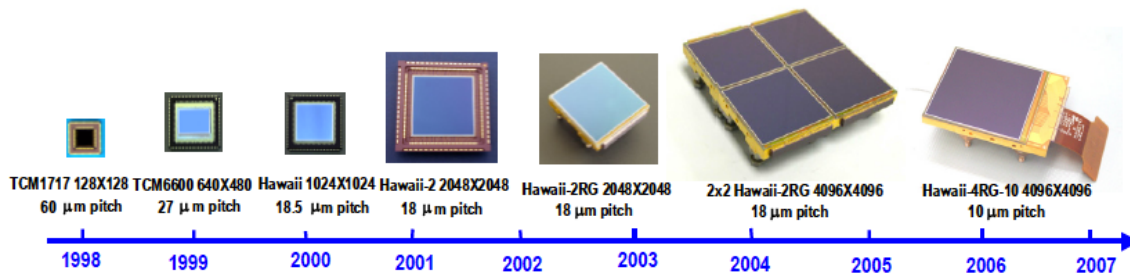 TCM1717 128X128 TCM6600 640X480 Hawaii 1024X1024 Hawaii-2 2048X2048 Hawaii-2RG 2048X2048 2x2 Hawaii-2RG 4096X4096 Hawaii-4RG-10 4096X4096
60 μm pitch 27 μm pitch 18.5 μm pitch 18 μm pitch 18 μm pitch 18 μm pitch 10 μm pitch
1998 1999 2000 2001 2002 2003 2004 2005 2006 2007